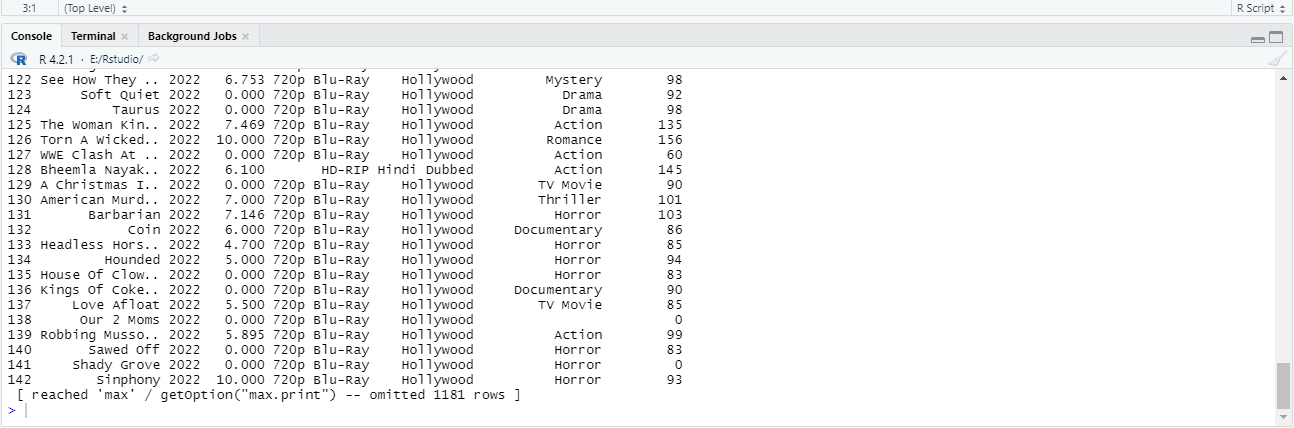 3:1 (Top Level) R Script
Console Terminal Background Jobs
R 4.2.1 · E:/Rstudio/
122 See How They .. 2022 6.753 720p Blu-Ray Hollywood Mystery 98
123 Soft Quiet 2022 0.000 720p Blu-Ray Hollywood Drama 92
124 Taurus 2022 0.000 720p Blu-Ray Hollywood Drama 98
125 The Woman Kin.. 2022 7.469 720p Blu-Ray Hollywood Action 135
126 Torn A Wicked.. 2022 10.000 720p Blu-Ray Hollywood Romance 156
127 WWE Clash At .. 2022 0.000 720p Blu-Ray Hollywood Action 60
128 Bheemla Nayak.. 2022 6.100 HD-RIP Hindi Dubbed Action 145
129 A Christmas I.. 2022 0.000 720p Blu-Ray Hollywood TV Movie 90
130 American Murd.. 2022 7.000 720p Blu-Ray Hollywood Thriller 101
131 Barbarian 2022 7.146 720p Blu-Ray Hollywood Horror 103
132 Coin 2022 6.000 720p Blu-Ray Hollywood Documentary 86
133 Headless Hors.. 2022 4.700 720p Blu-Ray Hollywood Horror 85
134 Hounded 2022 5.000 720p Blu-Ray Hollywood Horror 94
135 House Of Clow.. 2022 0.000 720p Blu-Ray Hollywood Horror 83
136 Kings Of Coke.. 2022 0.000 720p Blu-Ray Hollywood Documentary 90
137 Love Afloat 2022 5.500 720p Blu-Ray Hollywood TV Movie 85
138 Our 2 Moms 2022 0.000 720p Blu-Ray Hollywood 0
139 Robbing Musso.. 2022 5.895 720p Blu-Ray Hollywood Action 99
140 Sawed Off 2022 0.000 720p Blu-Ray Hollywood Horror 83
141 Shady Grove 2022 0.000 720p Blu-Ray Hollywood Horror 0
142 Sinphony 2022 10.000 720p Blu-Ray Hollywood Horror 93
[ reached 'max' / getOption("max.print") -- omitted 1181 rows ]
>